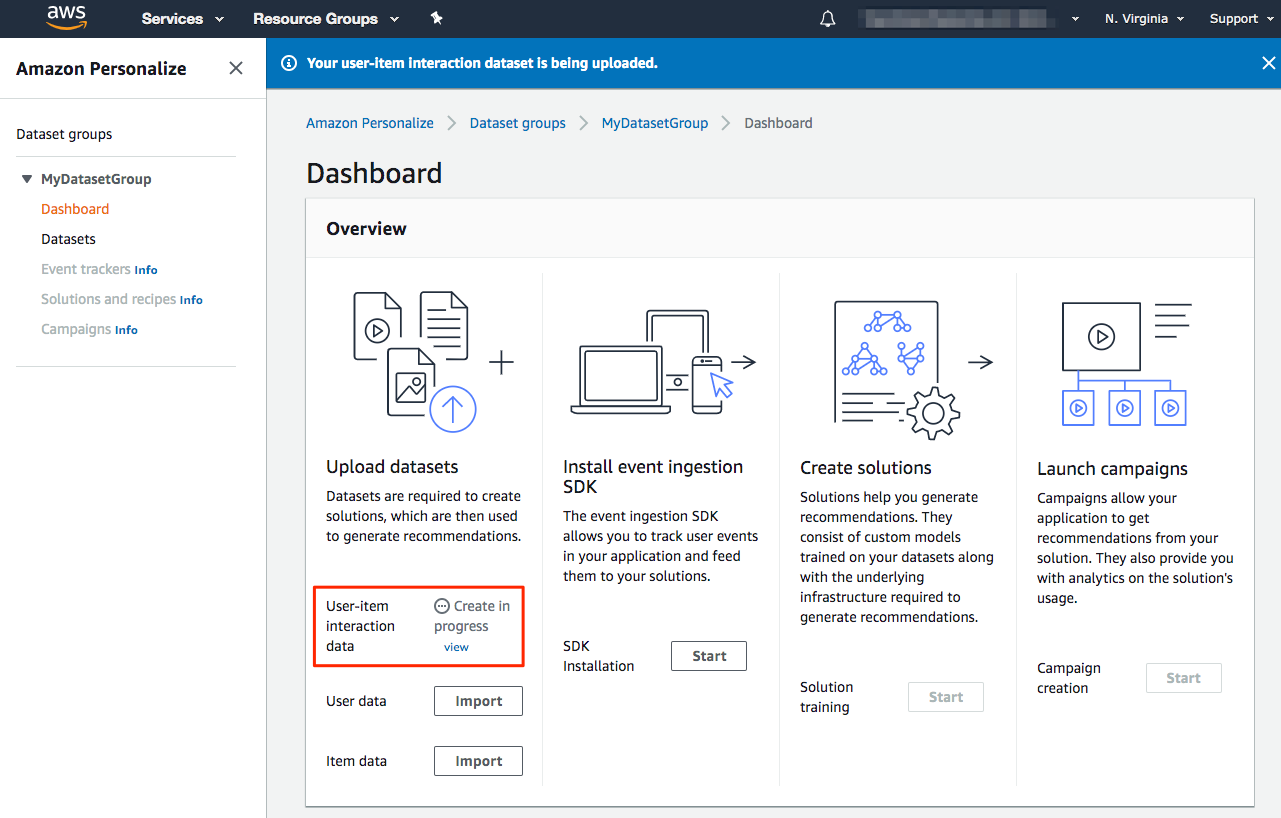 aws
Services
Resource Groups
N. Virginia
Support
Amazon Personalize
Dataset groups
MyDatasetGroup
Dashboard
Datasets
Event trackers Info
Solutions and recipes Info
Campaigns Info
Your user-item interaction dataset is being uploaded.
Amazon Personalize
Dataset groups
MyDatasetGroup
Dashboard
Dashboard
Overview
Upload datasets
Datasets are required to create
solutions, which are then used
to generate recommendations.
User-item
interaction
data
Create in
progress
view
User data
Import
Item data
Import
Install event ingestion
SDK
The event ingestion SDK
allows you to track user events
in your application and feed
them to your solutions.
SDK
Installation
Start
Create solutions
Solutions help you generate
recommendations. They
consist of custom models
trained on your datasets along
with the underlying
infrastructure required to
generate recommendations.
Solution
training
Start
Launch campaigns
Campaigns allow your
application to get
recommendations from your
solution. They also provide you
with analytics on the solution's
usage.
Campaign
creation
Start